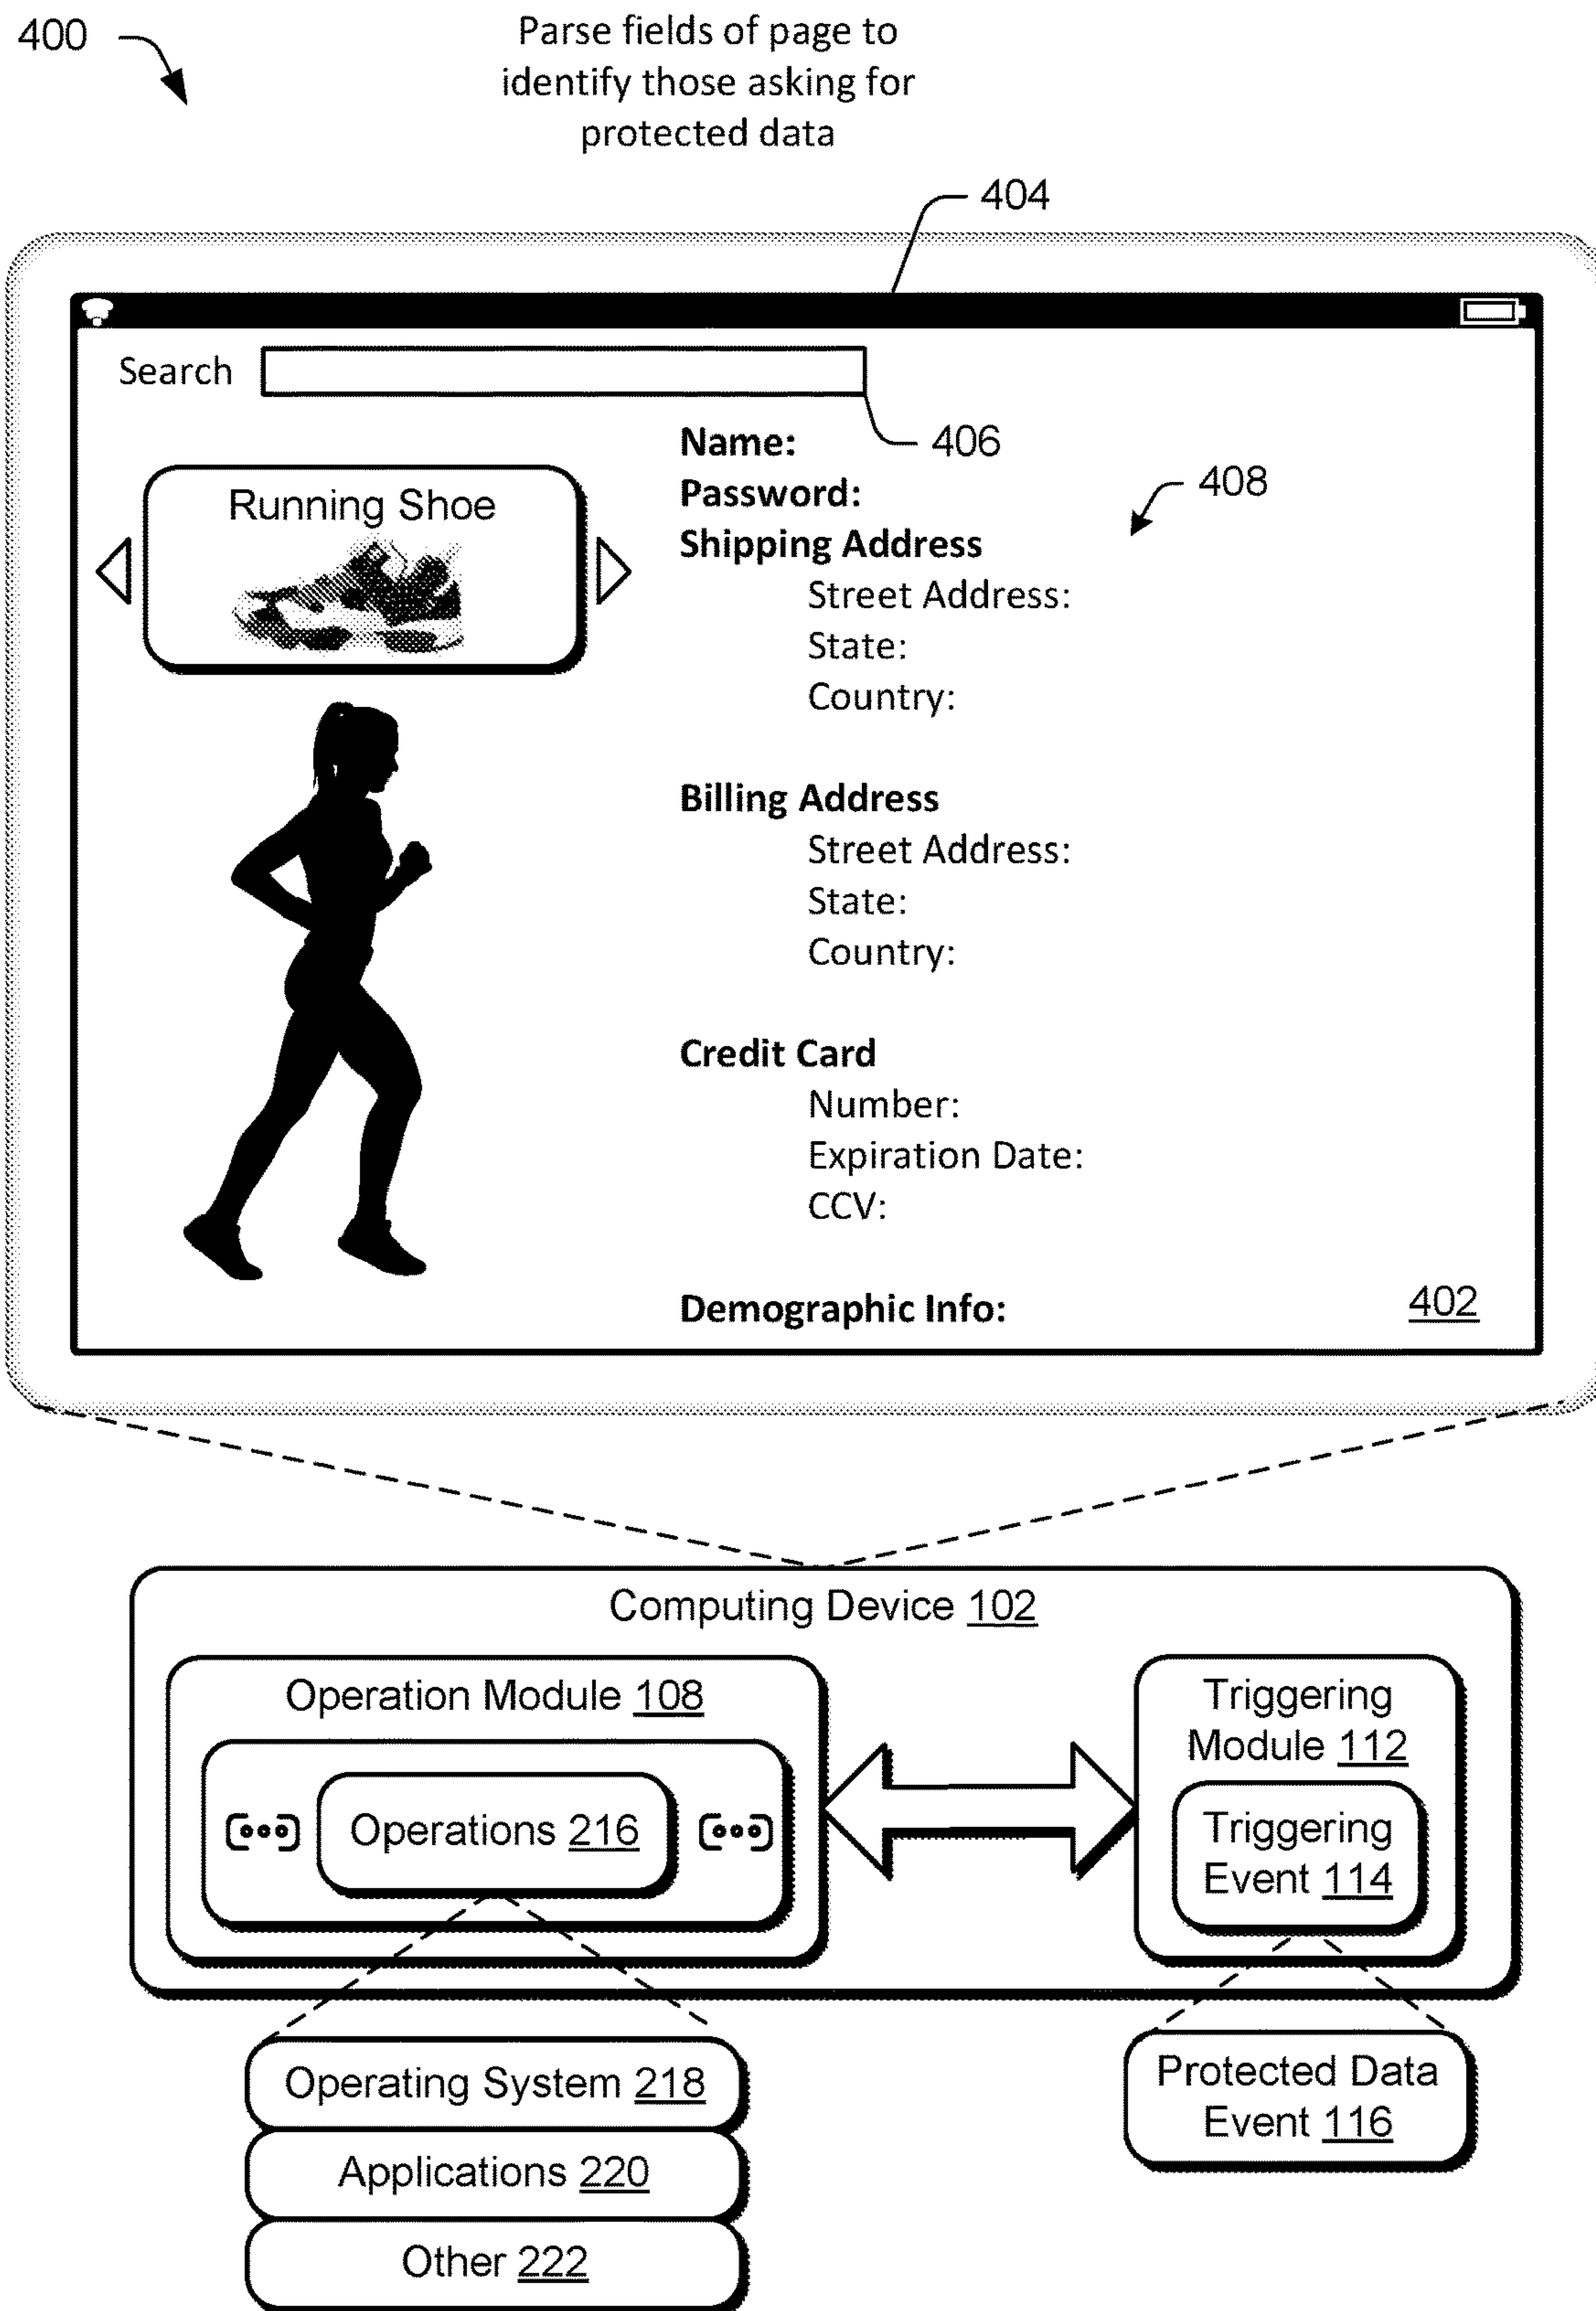 400
Parse fields of page to
identify those asking for
protected data
404
Search
406
Name:
Password:
408
Running Shoe
Shipping Address
Street Address:
State:
Country:
Billing Address
Street Address:
State:
Country:
Credit Card
Number:
Expiration Date:
CCV:
Demographic Info:
402
Computing Device 102
Operation Module 108
Operations 216
Triggering
Module 112
Triggering
Event 114
Operating System 218
Applications 220
Other 222
Protected Data
Event 116